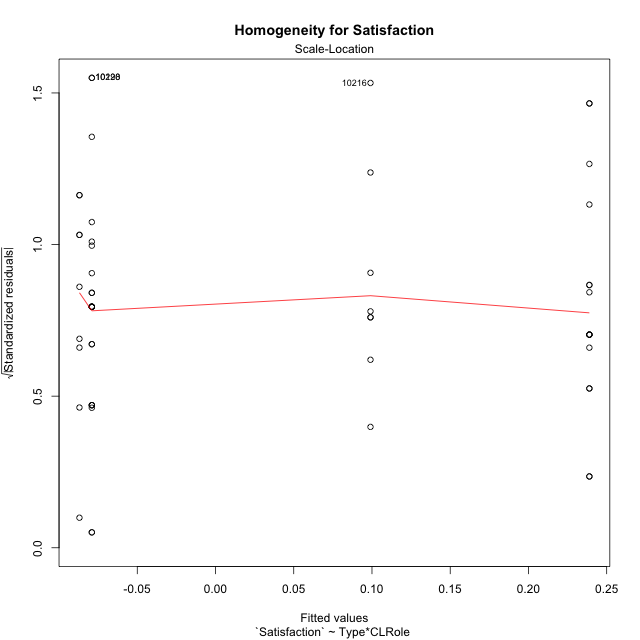 Homogeneity for Satisfaction
Scale-Location
10216
1.5
1.0
0.5
0.0
√|Standardized residuals|
-0.05
0.00
0.05
0.10
0.15
0.20
0.25
Fitted values
`Satisfaction` ~ Type*CLRole